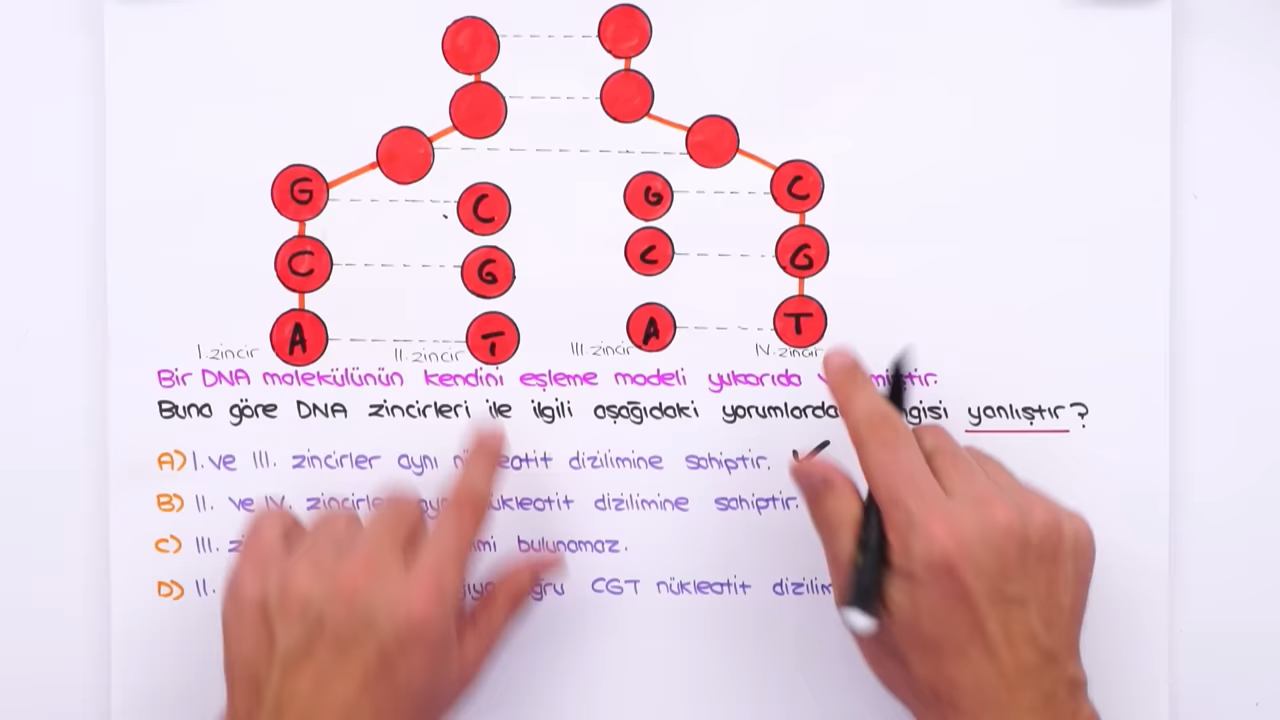 G C G C
C G C G
A T A T
I. zincir II. zincir III. zincir IV. zincir
Bir DNA molekülünün kendini eşleme modeli yukarıda
Buna göre DNA zincirleri ile ilgili aşağıdaki yanlıştır?
A) I. ve III. zincirler aynı dizilimine sahiptir. ✓
B) II. ve IV. dizilimine sahiptir.
C) III. bulunamaz.
D) II. CGT nükleotit